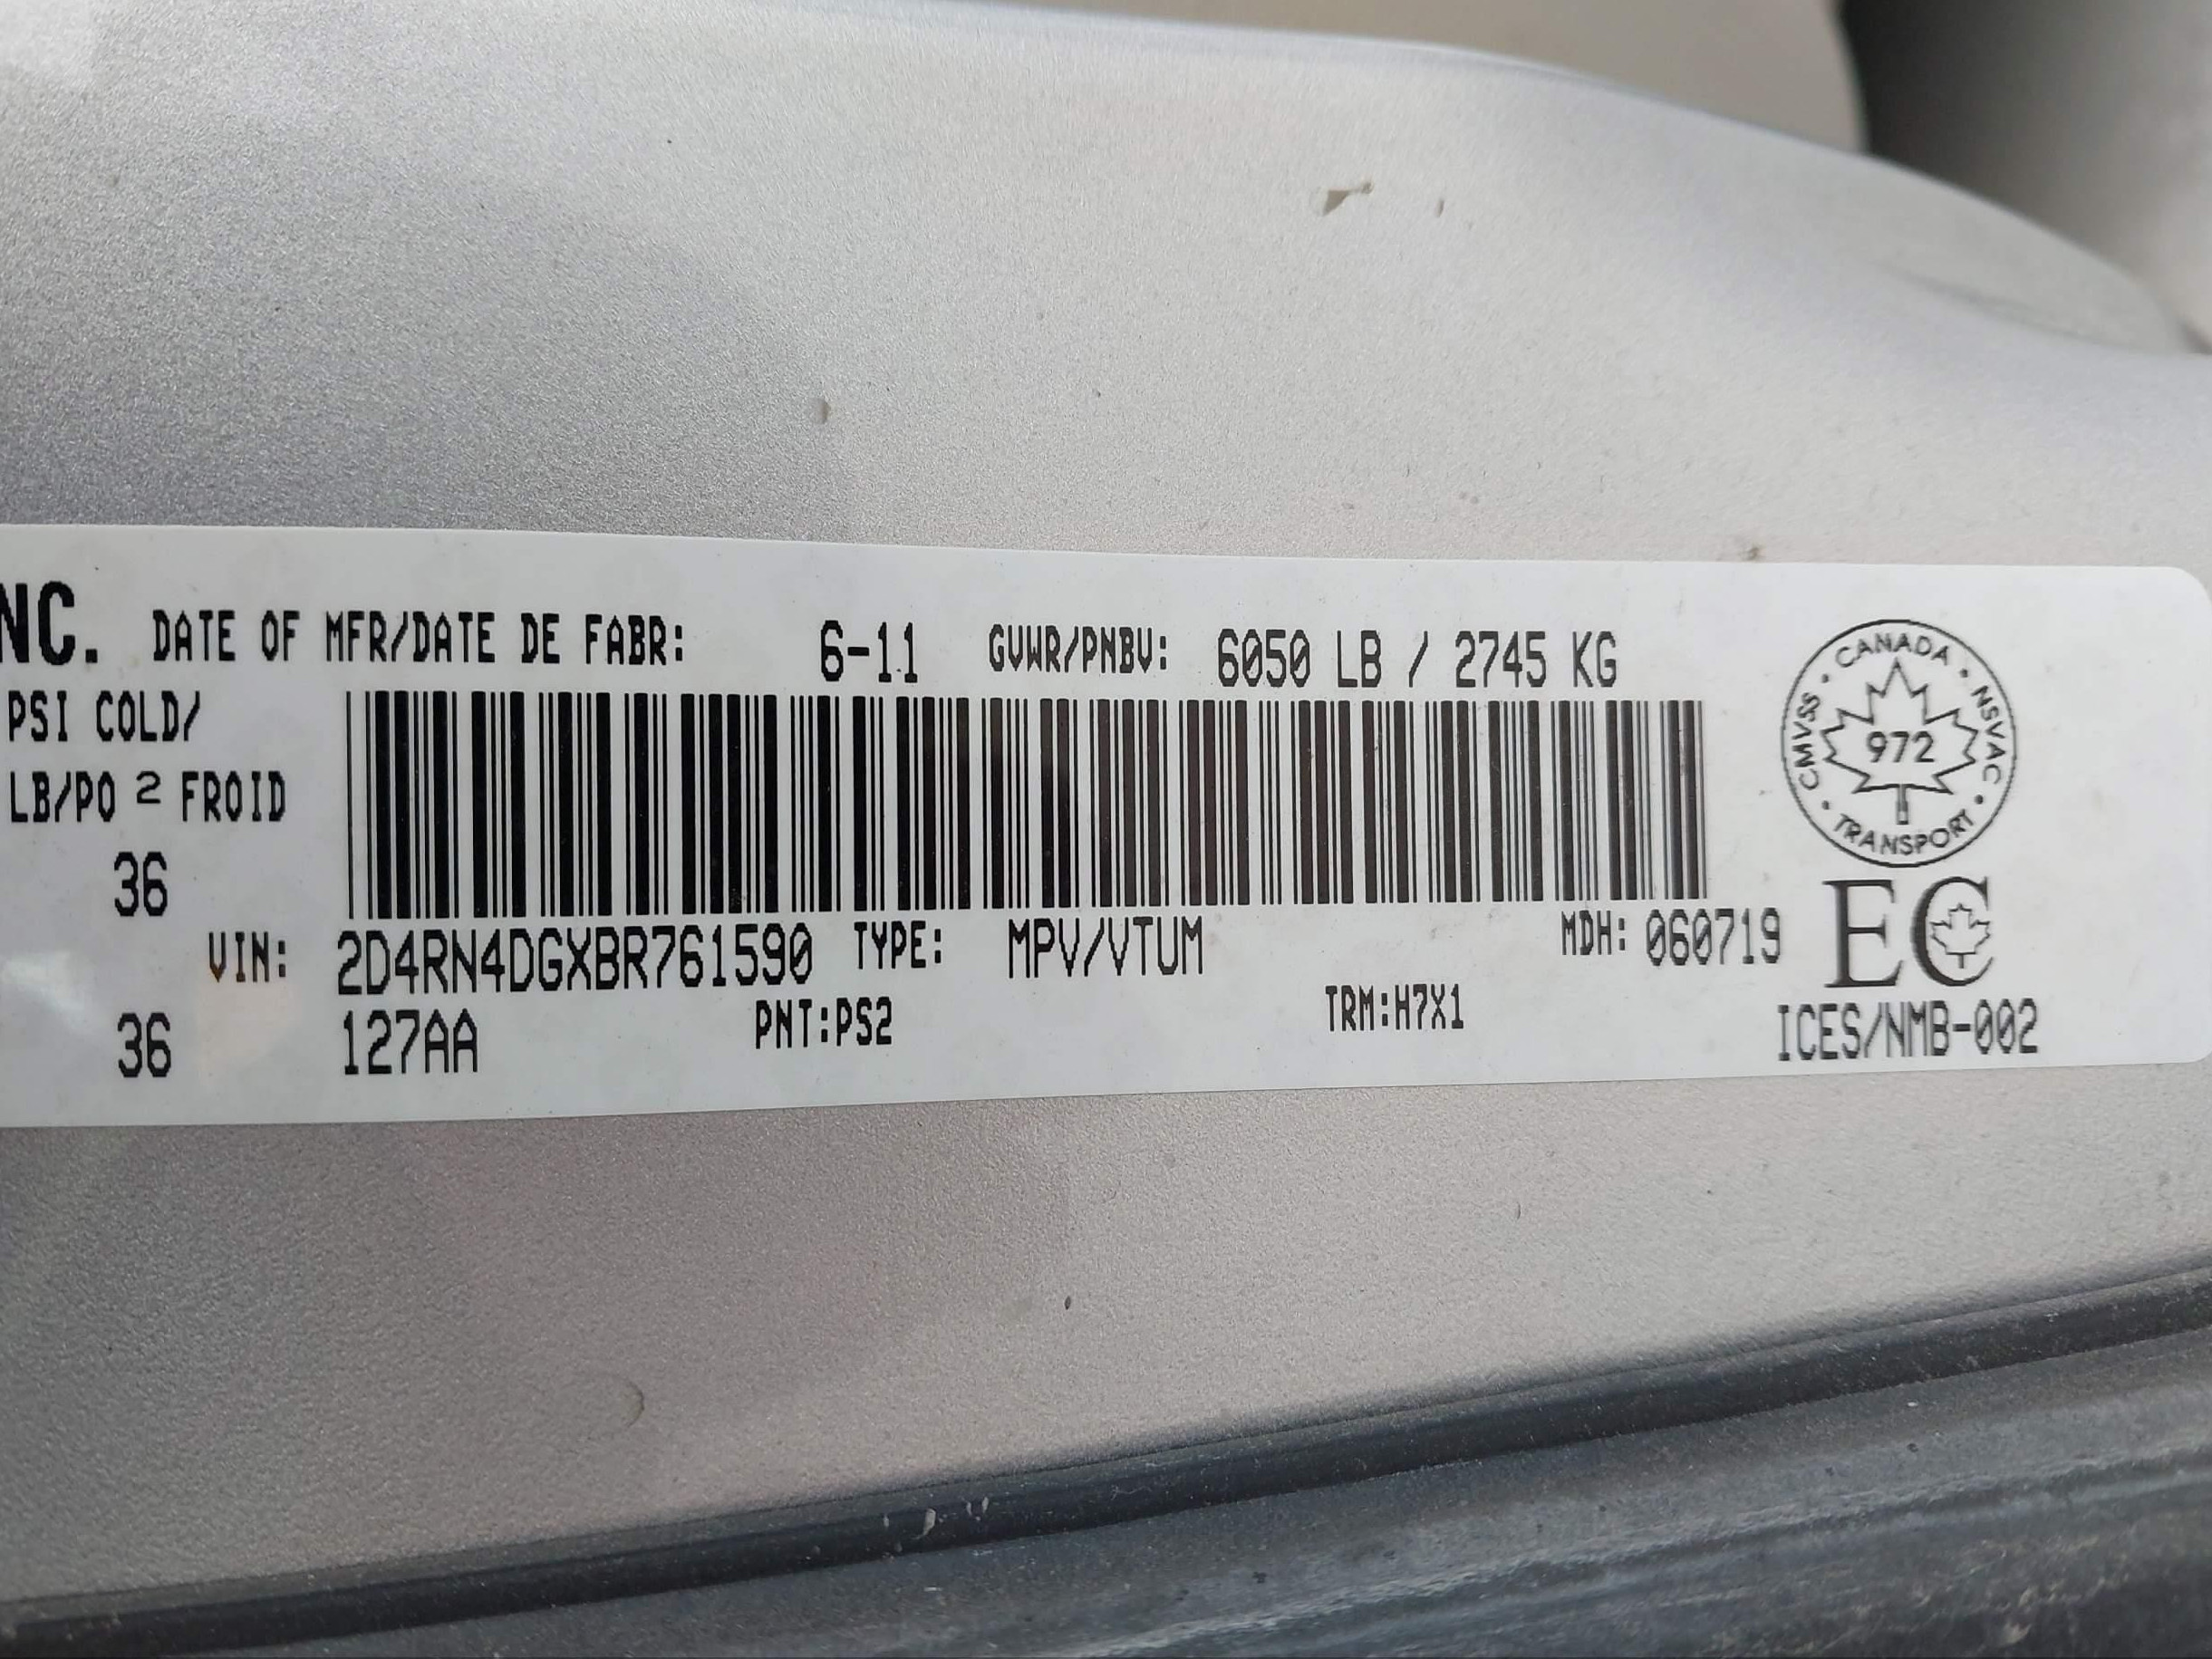 NC. DATE OF MFR/DATE DE FABR: 6-11 GVWR/PNBV: 6050 LB / 2745 KG
PSI COLD/
LB/PO 2 FROID
36
CANADA · NSVAC · TRANSPORT · CMVSS ·
972
VIN: 2D4RN4DGXBR761590 TYPE: MPV/VTUM MDH: 060719 EC
36 127AA PNT:PS2 TRM:H7X1 ICES/NMB-002